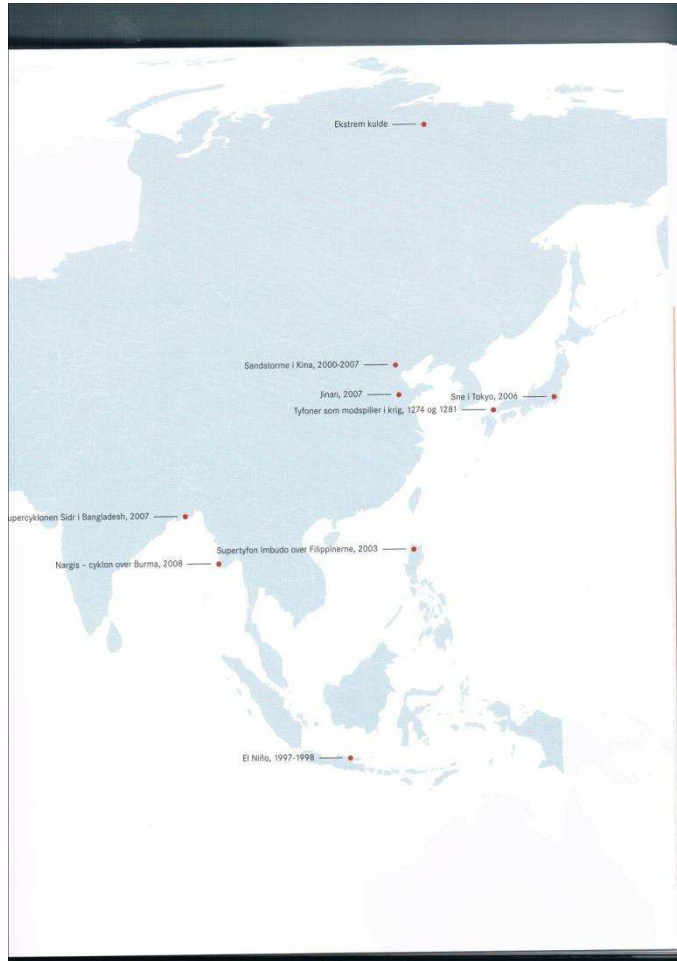 Ekstrem kulde
Sandstorme i Kina, 2000-2007
Jinan, 2007
Sne i Tokyo, 2006
Tyfoner som modspiller i krig, 1274 og 1281
upercyklonen Sidr i Bangladesh, 2007
Supertyfon Imbudo over Filippinerne, 2003
Nargis – cyklon over Burma, 2008
El Niño, 1997-1998